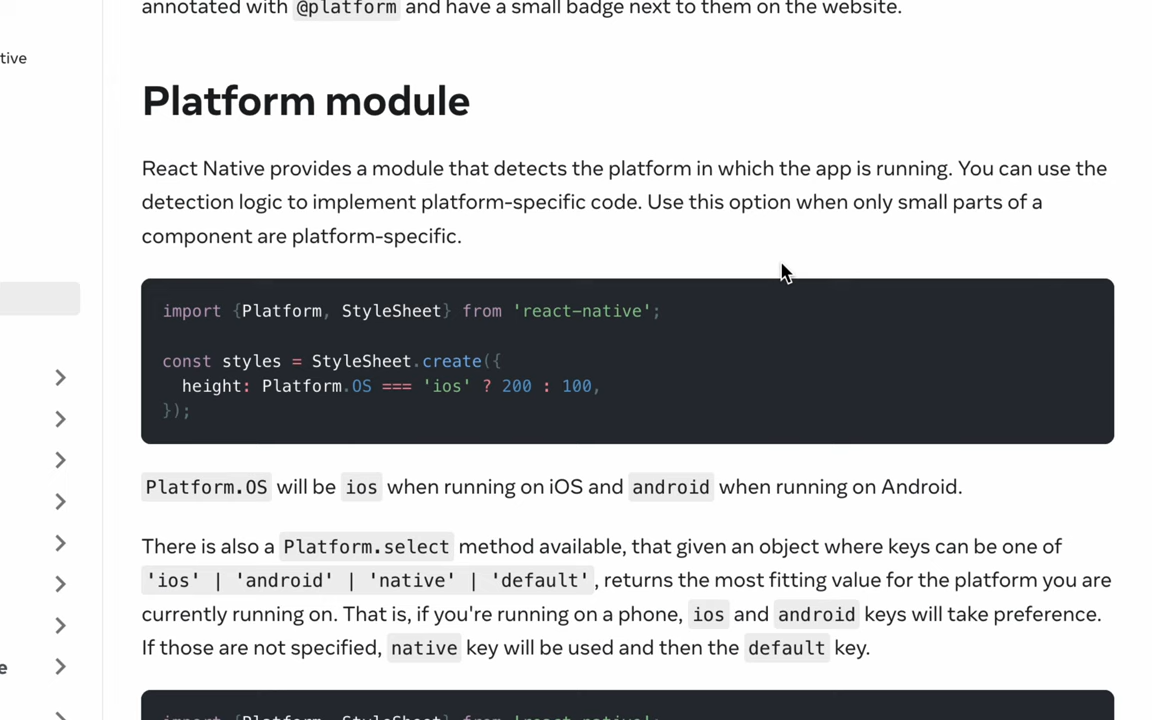 annotated with @platform and have a small badge next to them on the website.
tive
Platform module
React Native provides a module that detects the platform in which the app is running. You can use the
detection logic to implement platform-specific code. Use this option when only small parts of a
component are platform-specific.
import {Platform, StyleSheet} from 'react-native';
const styles = StyleSheet.create({
  height: Platform.OS === 'ios' ? 200 : 100,
});
Platform.OS will be ios when running on iOS and android when running on Android.
There is also a Platform.select method available, that given an object where keys can be one of
'ios' | 'android' | 'native' | 'default', returns the most fitting value for the platform you are
currently running on. That is, if you're running on a phone, ios and android keys will take preference.
If those are not specified, native key will be used and then the default key.
e
import {Platform, StyleSheet} from 'react-native';